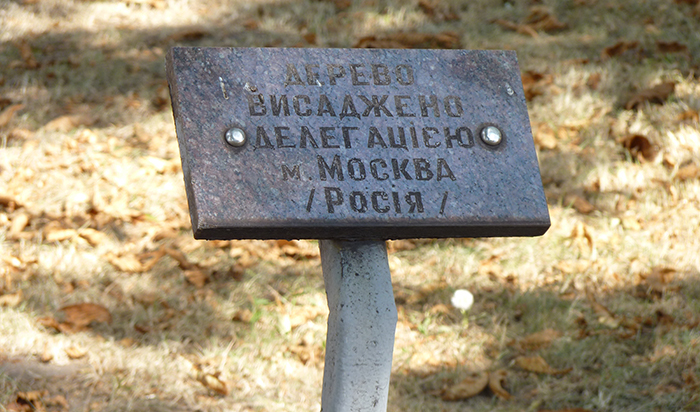 ДЕРЕВО
ВИСАДЖЕНО
ДЕЛЕГАЦІЄЮ
м. МОСКВА
/РОСІЯ/